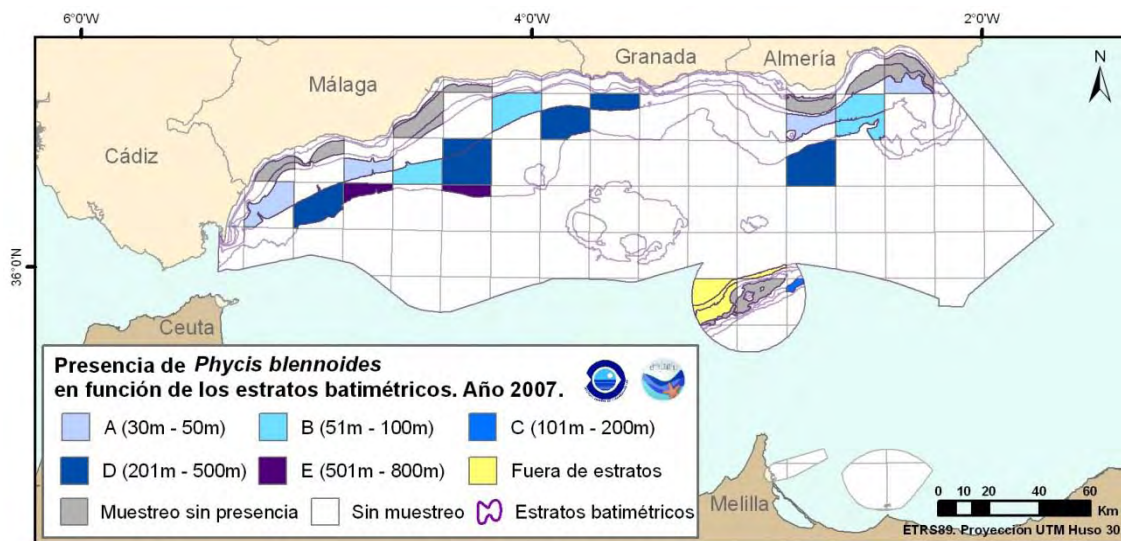 6°0'W 4°0'W 2°0'W
36°0'N
Granada
Almería
Málaga
Cádiz
N
Ceuta
Melilla
Presencia de Phycis blennoides
en función de los estratos batimétricos. Año 2007.
A (30m - 50m) B (51m - 100m) C (101m - 200m)
D (201m - 500m) E (501m - 800m) Fuera de estratos
Muestreo sin presencia Sin muestreo Estratos batimétricos
0 10 20 40 60
Km
ETRS89. Proyección UTM Huso 30